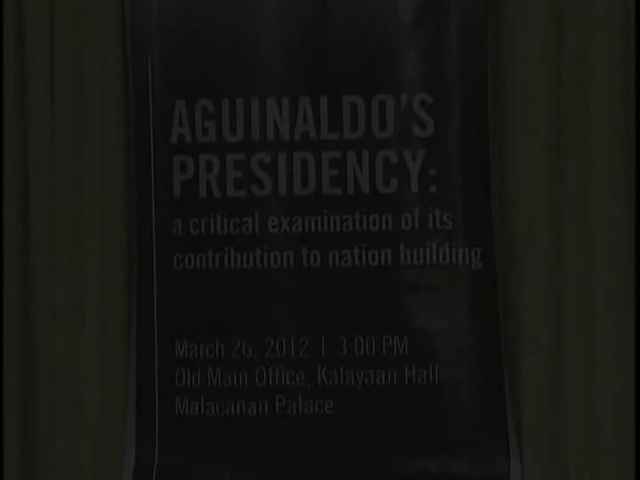 AGUINALDO'S
PRESIDENCY:
a critical examination of its
contribution to nation building
March 26, 2012 | 3:00 PM
Old Main Office, Kalayaan Hall
Malacanan Palace